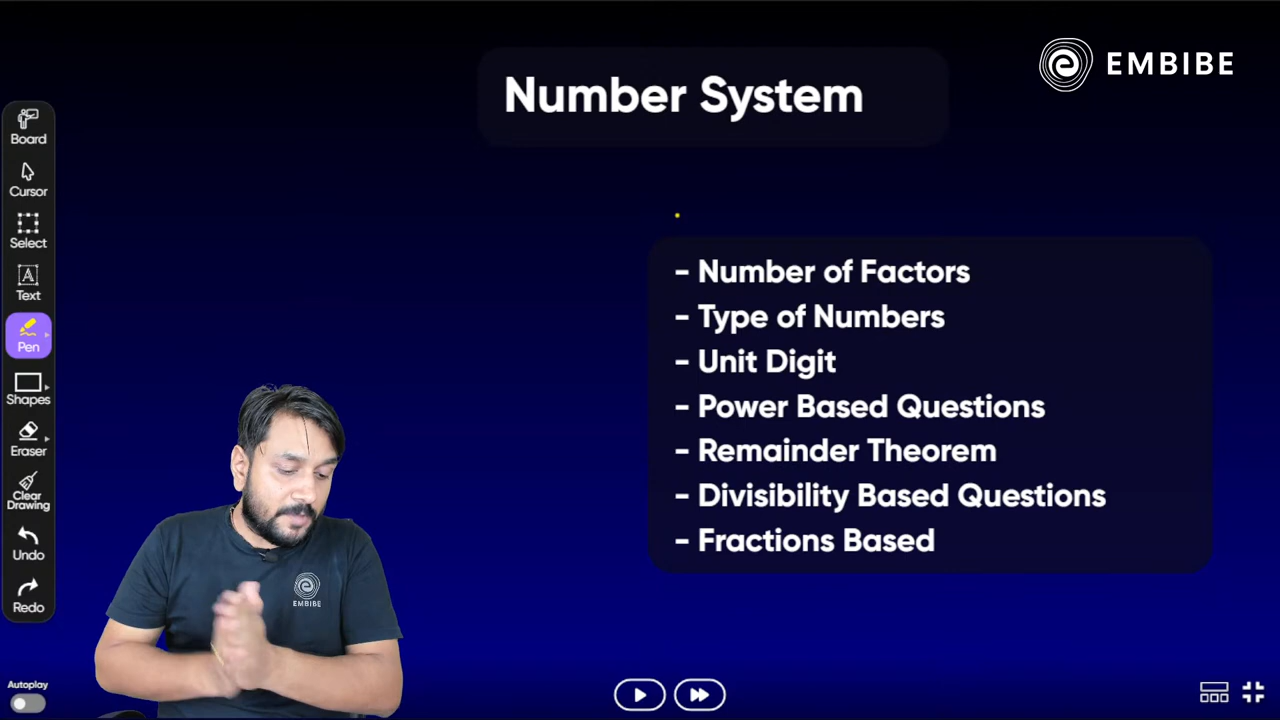 EMBIBE
Number System
Board
Cursor
Select
Text
Pen
Shapes
Eraser
Clear
Drawing
Undo
Redo
- Number of Factors
- Type of Numbers
- Unit Digit
- Power Based Questions
- Remainder Theorem
- Divisibility Based Questions
- Fractions Based
EMBIBE
Autoplay